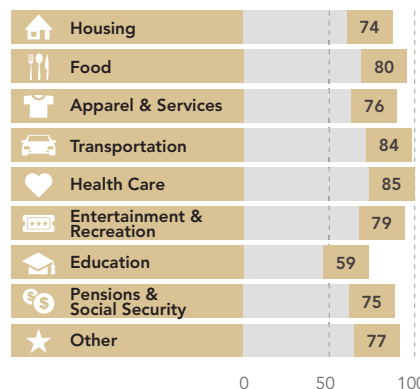 Housing 74
Food 80
Apparel & Services 76
Transportation 84
Health Care 85
Entertainment &
Recreation 79
Education 59
Pensions &
Social Security 75
Other 77
0 50 100